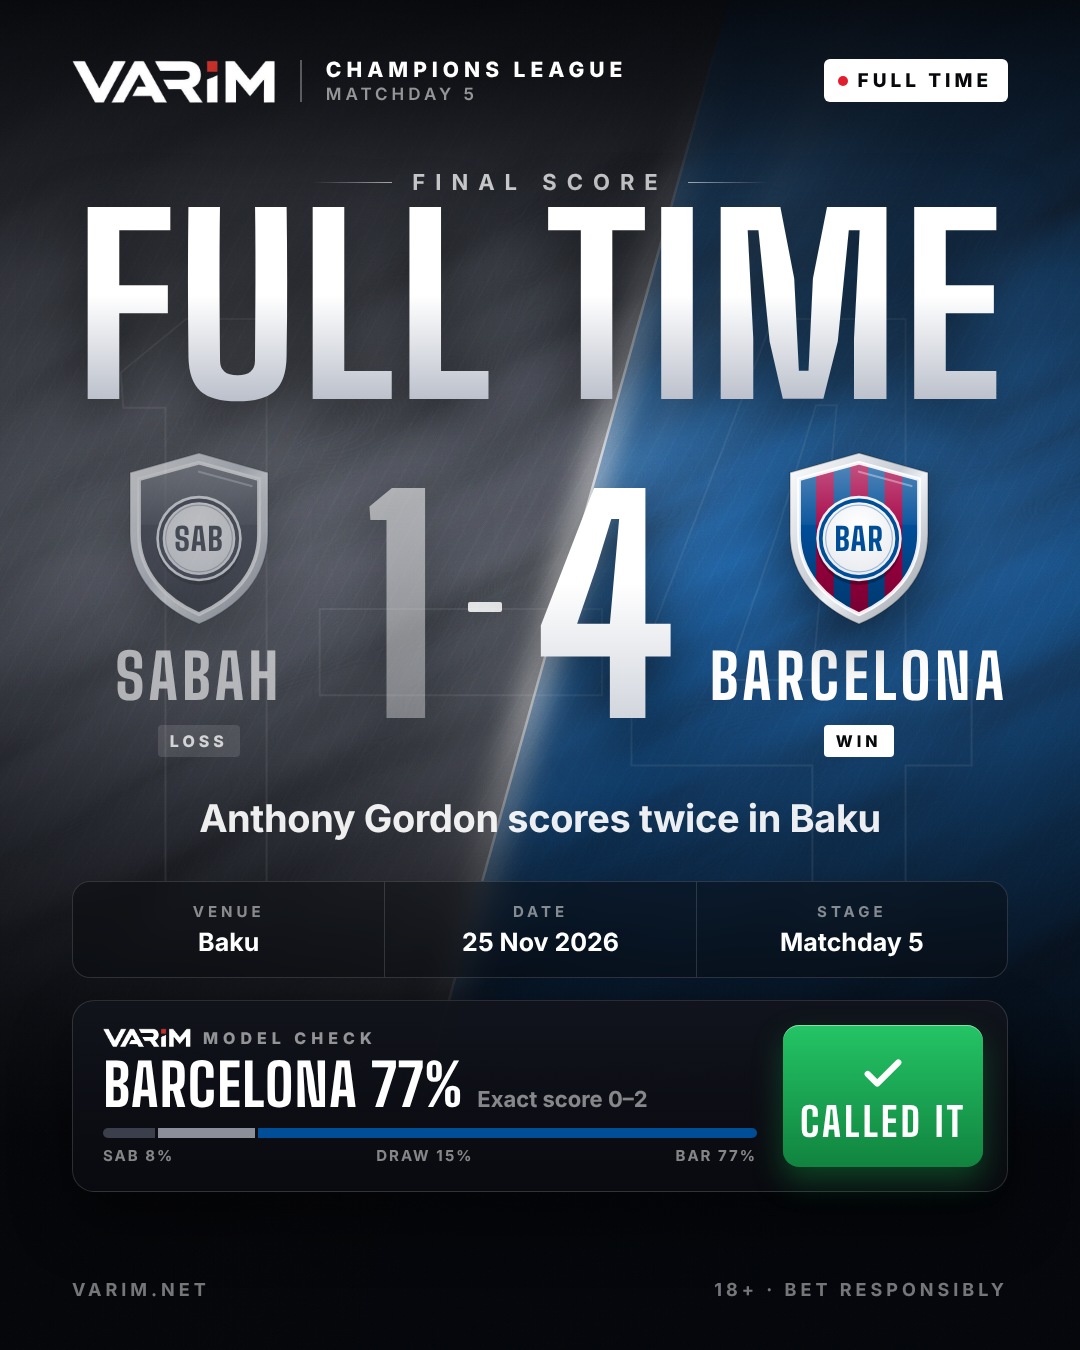 VARiM
CHAMPIONS LEAGUE
MATCHDAY 5
FULL TIME
FINAL SCORE
FULL TIME
SAB
1 - 4
BAR
SABAH
BARCELONA
LOSS
WIN
Anthony Gordon scores twice in Baku
VENUE
Baku
DATE
25 Nov 2026
STAGE
Matchday 5
VARiM MODEL CHECK
BARCELONA 77% Exact score 0–2
SAB 8% DRAW 15% BAR 77%
CALLED IT
VARIM.NET
18+ · BET RESPONSIBLY